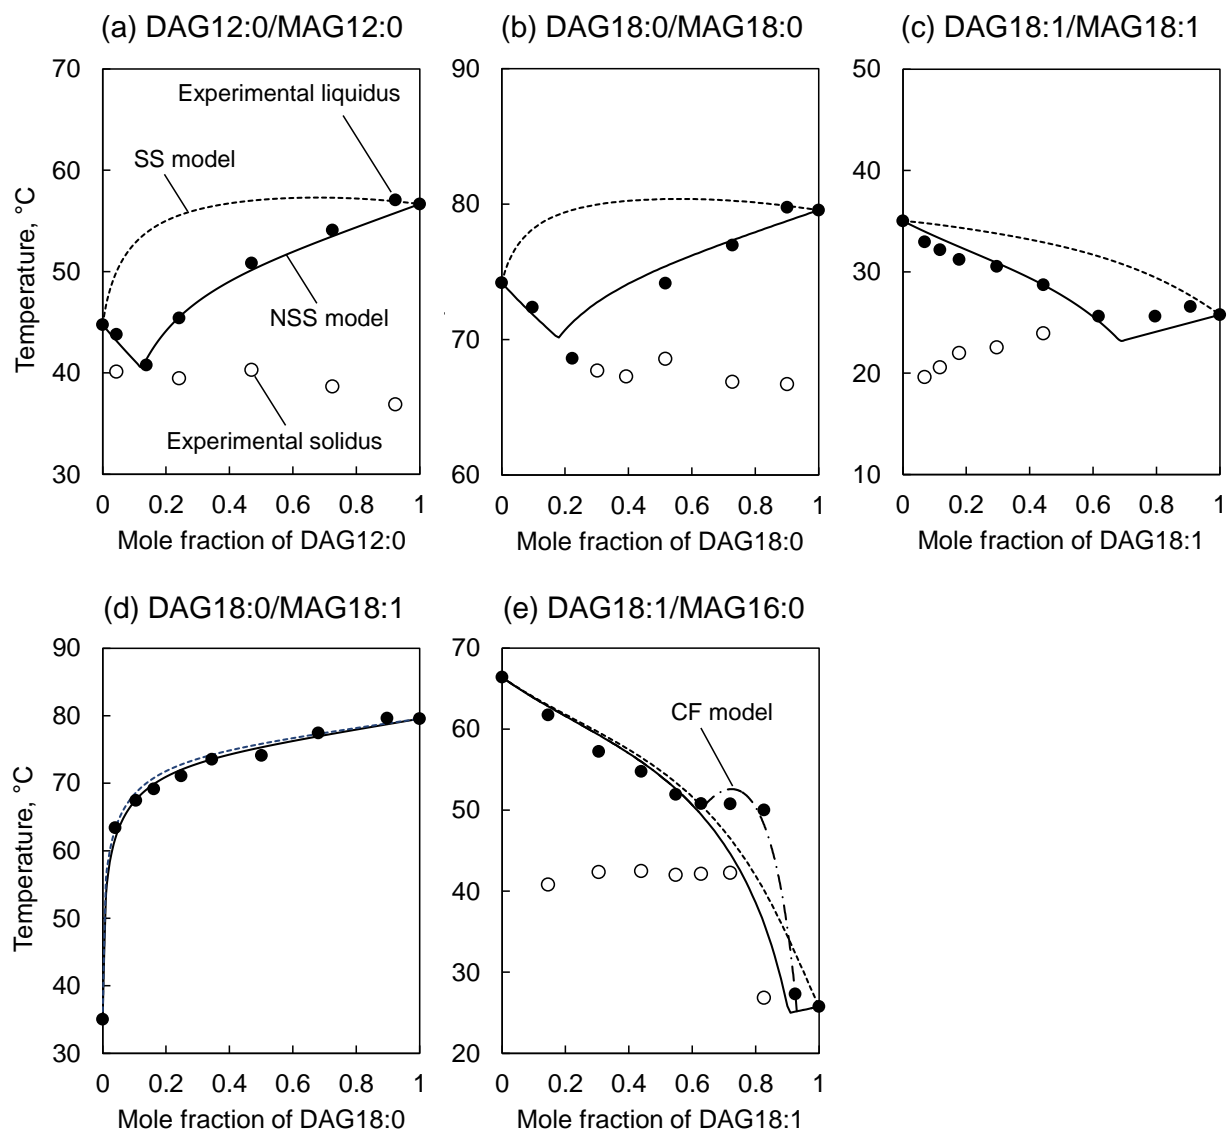 (a) DAG12:0/MAG12:0
(b) DAG18:0/MAG18:0
(c) DAG18:1/MAG18:1
70
60
50
40
30
Temperature, °C
Experimental liquidus
SS model
NSS model
Experimental solidus
0 0.2 0.4 0.6 0.8 1
Mole fraction of DAG12:0
90
80
70
60
0 0.2 0.4 0.6 0.8 1
Mole fraction of DAG18:0
50
40
30
20
10
0 0.2 0.4 0.6 0.8 1
Mole fraction of DAG18:1
(d) DAG18:0/MAG18:1
(e) DAG18:1/MAG16:0
90
80
70
60
50
40
30
Temperature, °C
0 0.2 0.4 0.6 0.8 1
Mole fraction of DAG18:0
70
60
50
40
30
20
CF model
0 0.2 0.4 0.6 0.8 1
Mole fraction of DAG18:1